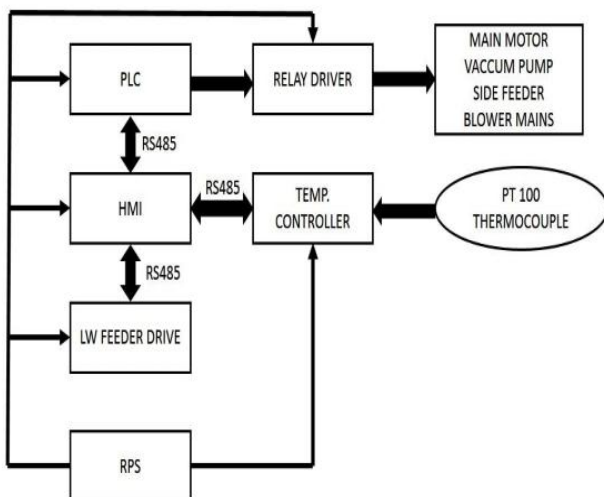 PLC
RELAY DRIVER
MAIN MOTOR
VACCUM PUMP
SIDE FEEDER
BLOWER MAINS
RS485
HMI
RS485
TEMP.
CONTROLLER
PT 100
THERMOCOUPLE
RS485
LW FEEDER DRIVE
RPS